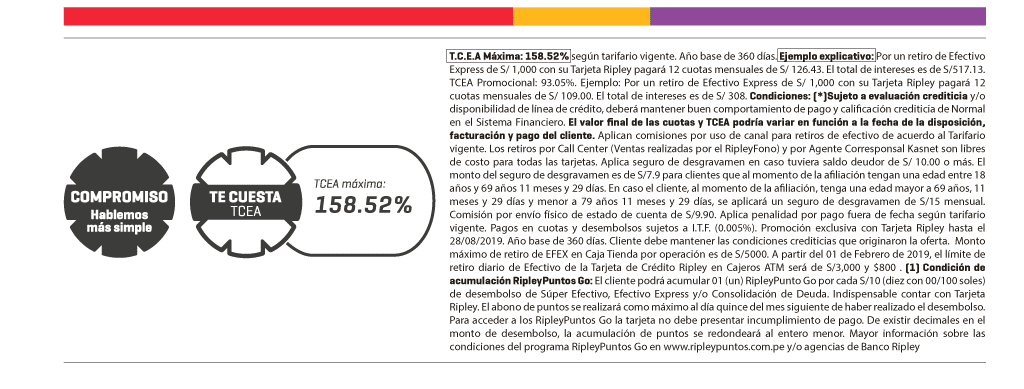 COMPROMISO
Hablemos
más simple
TE CUESTA
TCEA
TCEA máxima:
158.52%
T.C.E.A Máxima: 158.52% según tarifario vigente. Año base de 360 días. Ejemplo explicativo: Por un retiro de Efectivo
Express de S/ 1,000 con su Tarjeta Ripley pagará 12 cuotas mensuales de S/ 126.43. El total de intereses es de S/517.13.
TCEA Promocional: 93.05%. Ejemplo: Por un retiro de Efectivo Express de S/ 1,000 con su Tarjeta Ripley pagará 12
cuotas mensuales de S/ 109.00. El total de intereses es de S/ 308. Condiciones: (*)Sujeto a evaluación crediticia y/o
disponibilidad de línea de crédito, deberá mantener buen comportamiento de pago y calificación crediticia de Normal
en el Sistema Financiero. El valor final de las cuotas y TCEA podría variar en función a la fecha de la disposición,
facturación y pago del cliente. Aplican comisiones por uso de canal para retiros de efectivo de acuerdo al Tarifario
vigente. Los retiros por Call Center (Ventas realizadas por el RipleyFono) y por Agente Corresponsal Kasnet son libres
de costo para todas las tarjetas. Aplica seguro de desgravamen en caso tuviera saldo deudor de S/ 10.00 o más. El
monto del seguro de desgravamen es de S/7.9 para clientes que al momento de la afiliación tengan una edad entre 18
años y 69 años 11 meses y 29 días. En caso el cliente, al momento de la afiliación, tenga una edad mayor a 69 años, 11
meses y 29 días y menor a 79 años 11 meses y 29 días, se aplicará un seguro de desgravamen de S/15 mensual.
Comisión por envío físico de estado de cuenta de S/9.90. Aplica penalidad por pago fuera de fecha según tarifario
vigente. Pagos en cuotas y desembolsos sujetos a I.T.F. (0.005%). Promoción exclusiva con Tarjeta Ripley hasta el
28/08/2019. Año base de 360 días. Cliente debe mantener las condiciones crediticias que originaron la oferta. Monto
máximo de retiro de EFEX en Caja Tienda por operación es de S/5000. A partir del 01 de Febrero de 2019, el límite de
retiro diario de Efectivo de la Tarjeta de Crédito Ripley en Cajeros ATM será de S/3,000 y $800 . (1) Condición de
acumulación RipleyPuntos Go: El cliente podrá acumular 01 (un) RipleyPunto Go por cada S/10 (diez con 00/100 soles)
de desembolso de Súper Efectivo, Efectivo Express y/o Consolidación de Deuda. Indispensable contar con Tarjeta
Ripley. El abono de puntos se realizará como máximo al día quince del mes siguiente de haber realizado el desembolso.
Para acceder a los RipleyPuntos Go la tarjeta no debe presentar incumplimiento de pago. De existir decimales en el
monto de desembolso, la acumulación de puntos se redondeará al entero menor. Mayor información sobre las
condiciones del programa RipleyPuntos Go en www.ripleypuntos.com.pe y/o agencias de Banco Ripley